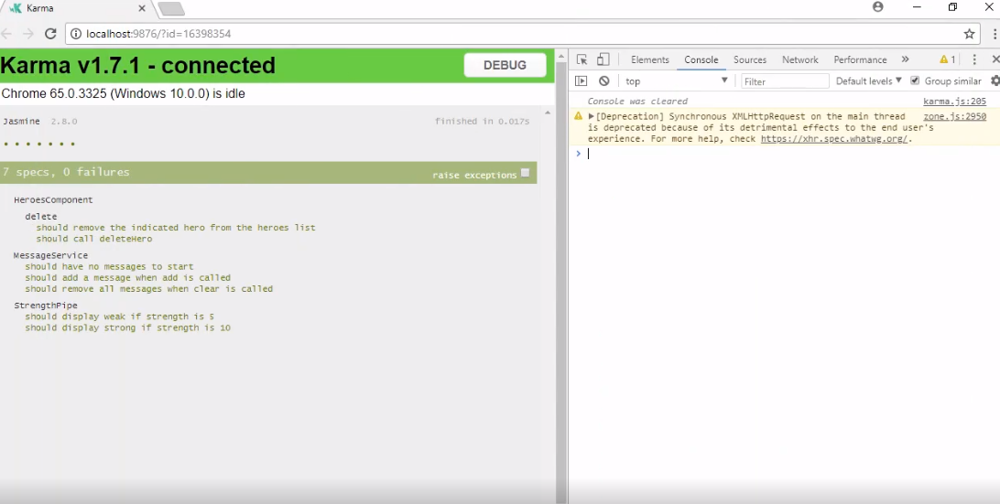 Karma
localhost:9876/?id=16398354
Karma v1.7.1 - connected
DEBUG
Chrome 65.0.3325 (Windows 10.0.0) is idle
Jasmine 2.8.0
finished in 0.017s
• • • • • • •
7 specs, 0 failures
raise exceptions
HeroesComponent
delete
should remove the indicated hero from the heroes list
should call deleteHero
MessageService
should have no messages to start
should add a message when add is called
should remove all messages when clear is called
StrengthPipe
should display weak if strength is 5
should display strong if strength is 10
Elements Console Sources Network Performance » 1
top Filter Default levels Group similar
Console was cleared karma.js:205
[Deprecation] Synchronous XMLHttpRequest on the main thread zone.js:2950
is deprecated because of its detrimental effects to the end user's
experience. For more help, check https://xhr.spec.whatwg.org/.